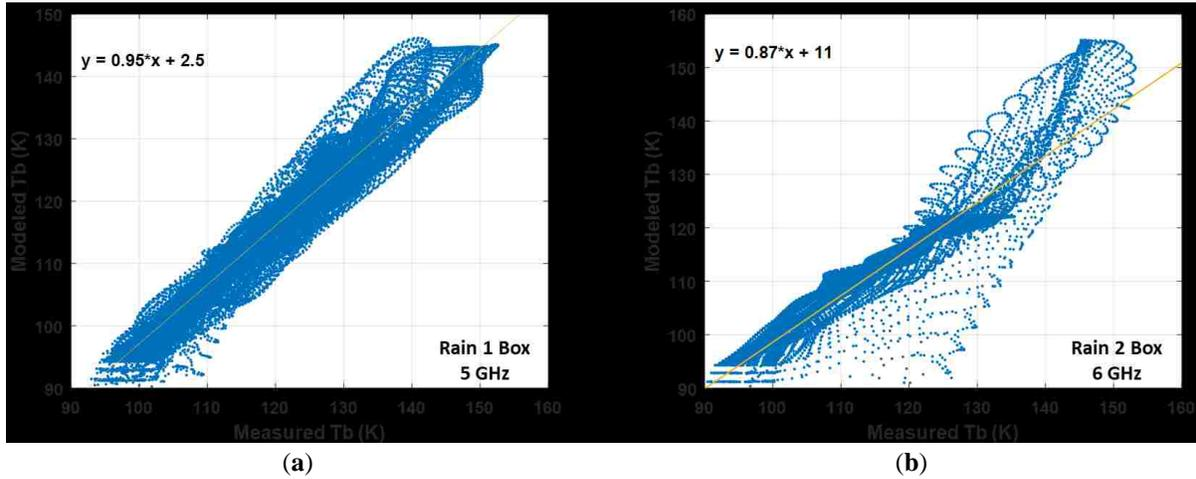 150
140
130
120
110
100
90
90 100 110 120 130 140 150 160
Modeled Tb (K)
Measured Tb (K)
y = 0.95*x + 2.5
Rain 1 Box
5 GHz
(a)
160
150
140
130
120
110
100
90
90 100 110 120 130 140 150 160
Modeled Tb (K)
Measured Tb (K)
y = 0.87*x + 11
Rain 2 Box
6 GHz
(b)